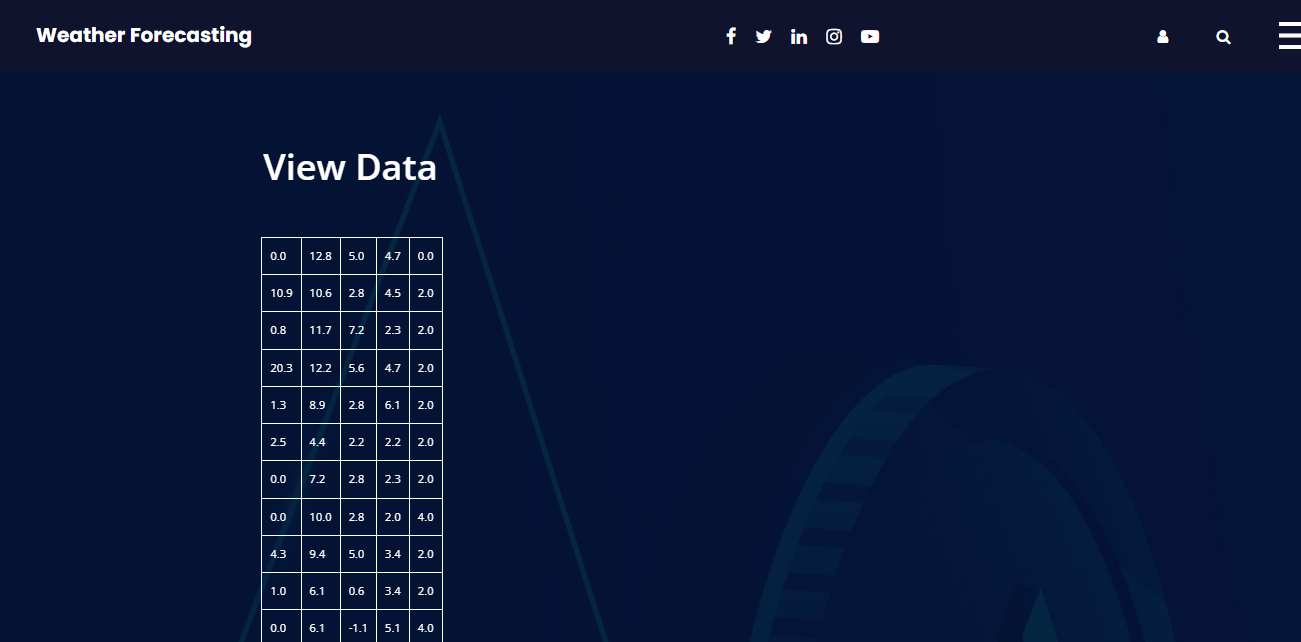 Weather Forecasting
View Data
0.0 12.8 5.0 4.7 0.0
10.9 10.6 2.8 4.5 2.0
0.8 11.7 7.2 2.3 2.0
20.3 12.2 5.6 4.7 2.0
1.3 8.9 2.8 6.1 2.0
2.5 4.4 2.2 2.2 2.0
0.0 7.2 2.8 2.3 2.0
0.0 10.0 2.8 2.0 4.0
4.3 9.4 5.0 3.4 2.0
1.0 6.1 0.6 3.4 2.0
0.0 6.1 -1.1 5.1 4.0